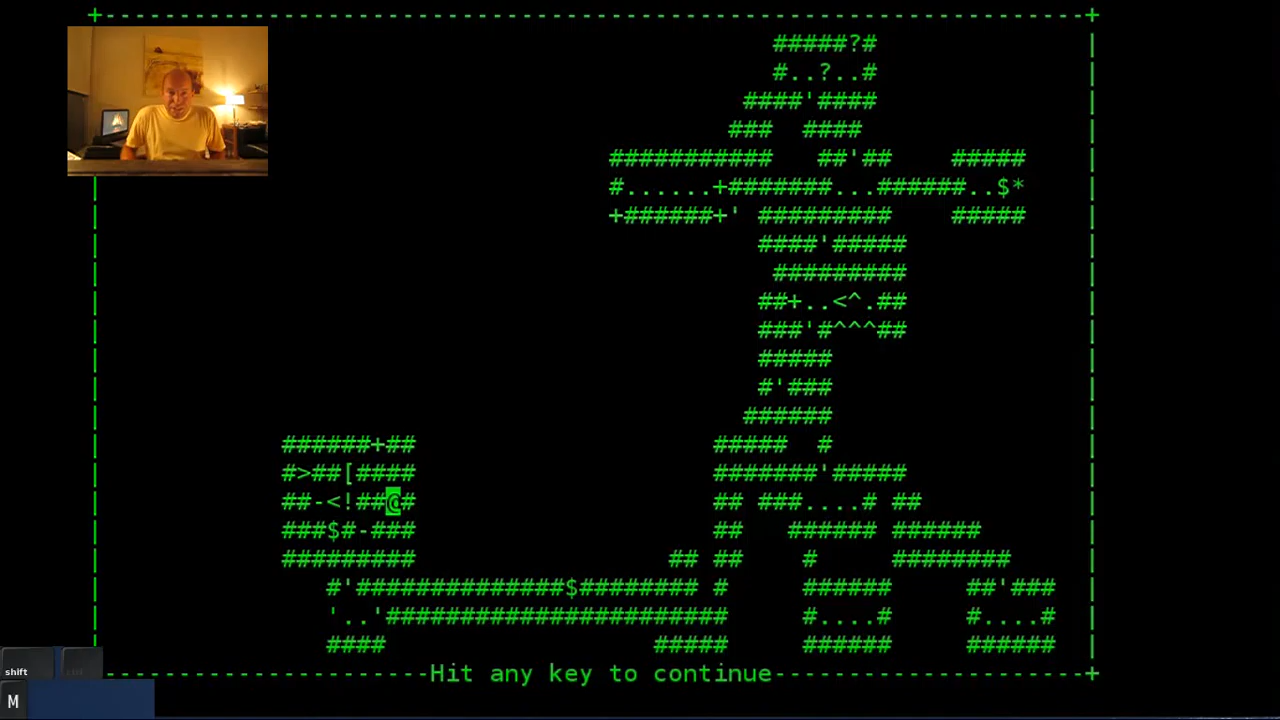 +--------------------------------------------------------------------+
#####?#
#..?..#
####'####
### ####
########### ##'## #####
#......+#######...######..$*
+######+' ######### #####
####'#####
#########
##+..<^.##
###'#^^^##
#####
#'###
######
######+## ##### #
#>##[#### #######'#####
##-<!##@# ## ###....# ##
###$#-### ## ###### ######
######### ## ## # ########
#'##############$######## # ###### ##'###
'..'####################### #....# #....#
#### ##### ###### ######
shift
-----------------------Hit any key to continue----------------------+
M